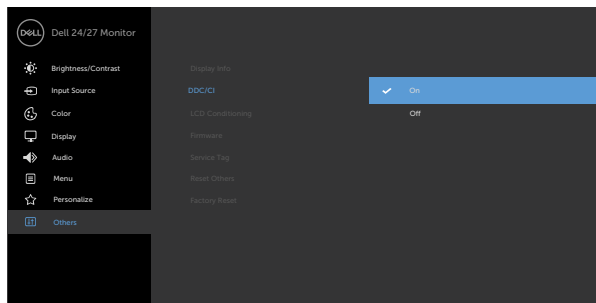 DELL Dell 24/27 Monitor
Brightness/Contrast
Display Info
Input Source
DDC/CI
On
Color
LCD Conditioning
Off
Display
Firmware
Audio
Service Tag
Menu
Reset Others
Personalize
Factory Reset
Others